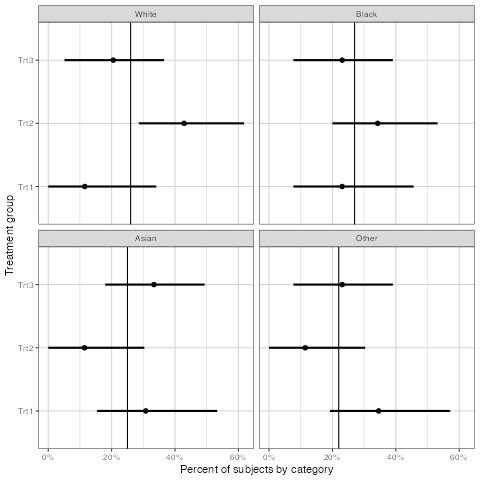 White
Black
Trt3
Trt2
Trt1
Asian
Other
Trt3
Trt2
Trt1
0%
20%
40%
60%
0%
20%
40%
60%
Percent of subjects by category
Treatment group